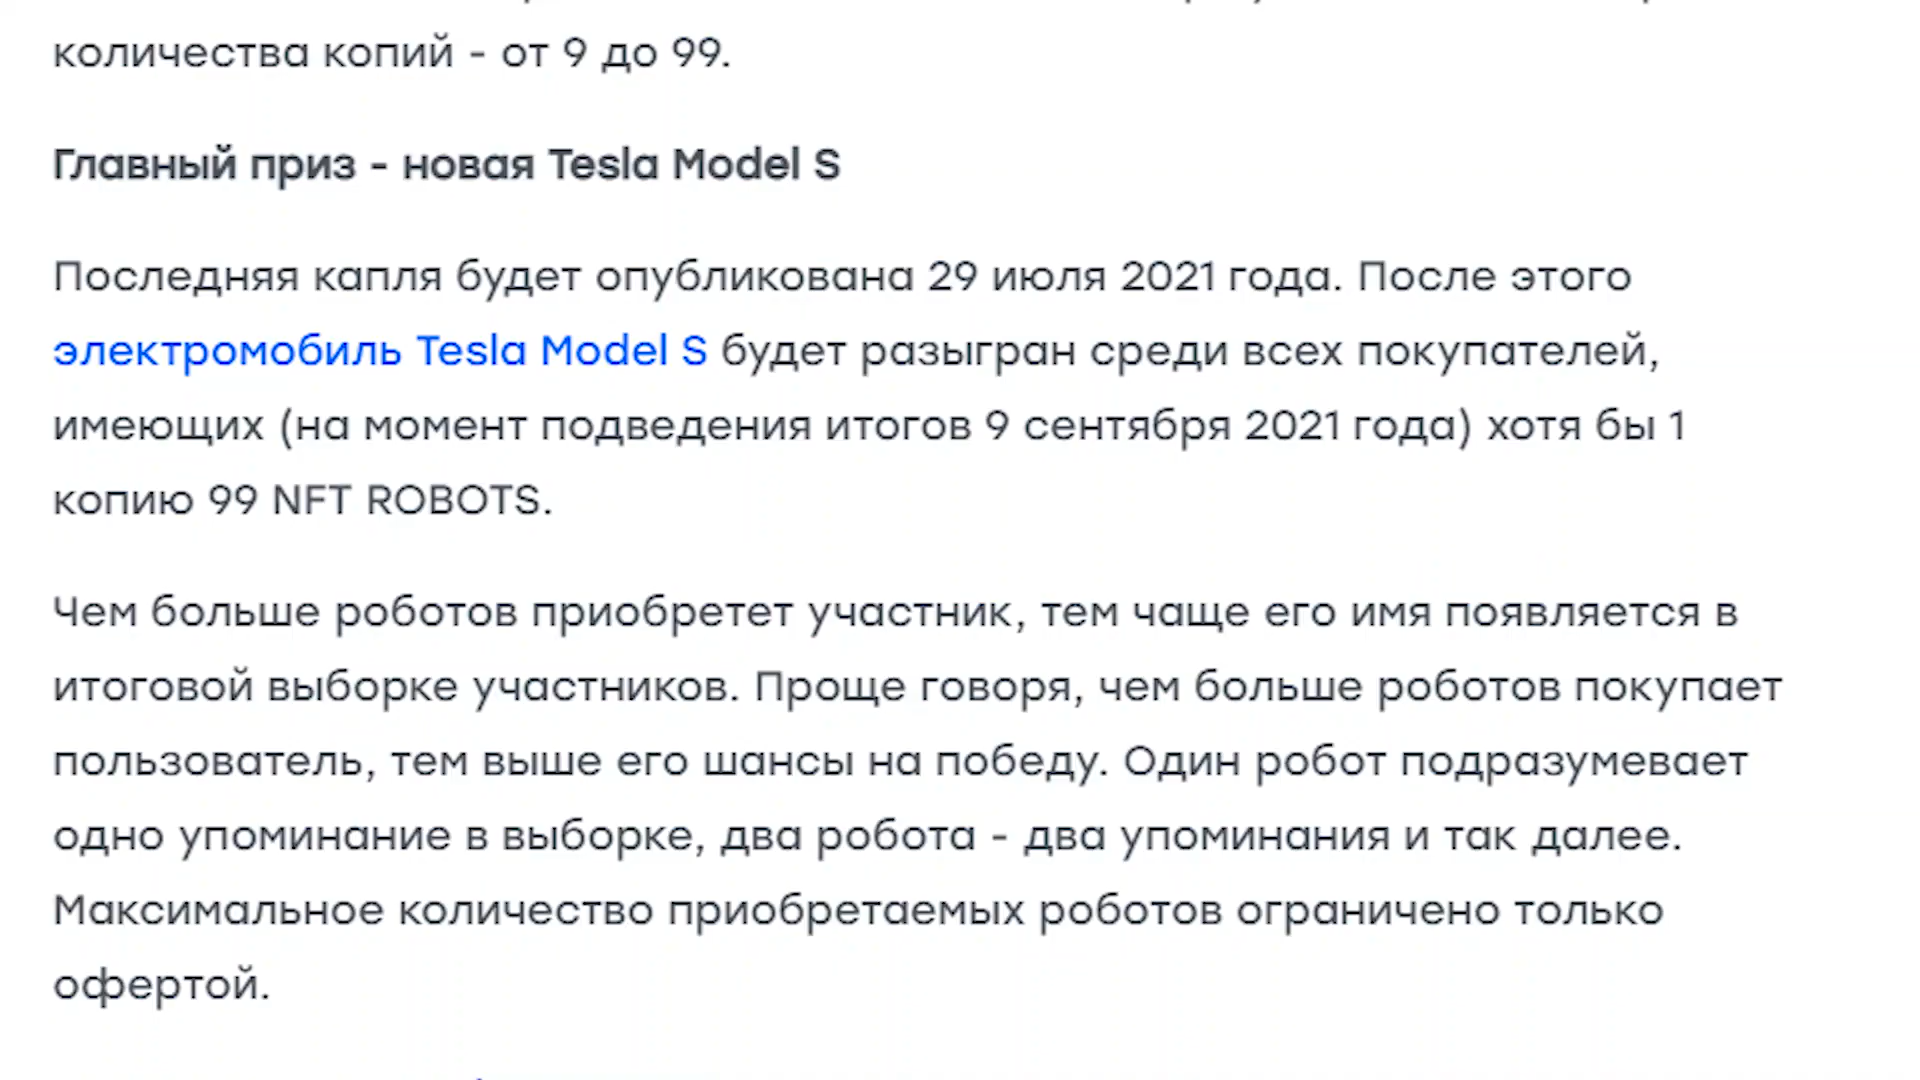 количества копий - от 9 до 99.
Главный приз - новая Tesla Model S
Последняя капля будет опубликована 29 июля 2021 года. После этого
электромобиль Tesla Model S будет разыгран среди всех покупателей,
имеющих (на момент подведения итогов 9 сентября 2021 года) хотя бы 1
копию 99 NFT ROBOTS.
Чем больше роботов приобретет участник, тем чаще его имя появляется в
итоговой выборке участников. Проще говоря, чем больше роботов покупает
пользователь, тем выше его шансы на победу. Один робот подразумевает
одно упоминание в выборке, два робота - два упоминания и так далее.
Максимальное количество приобретаемых роботов ограничено только
офертой.